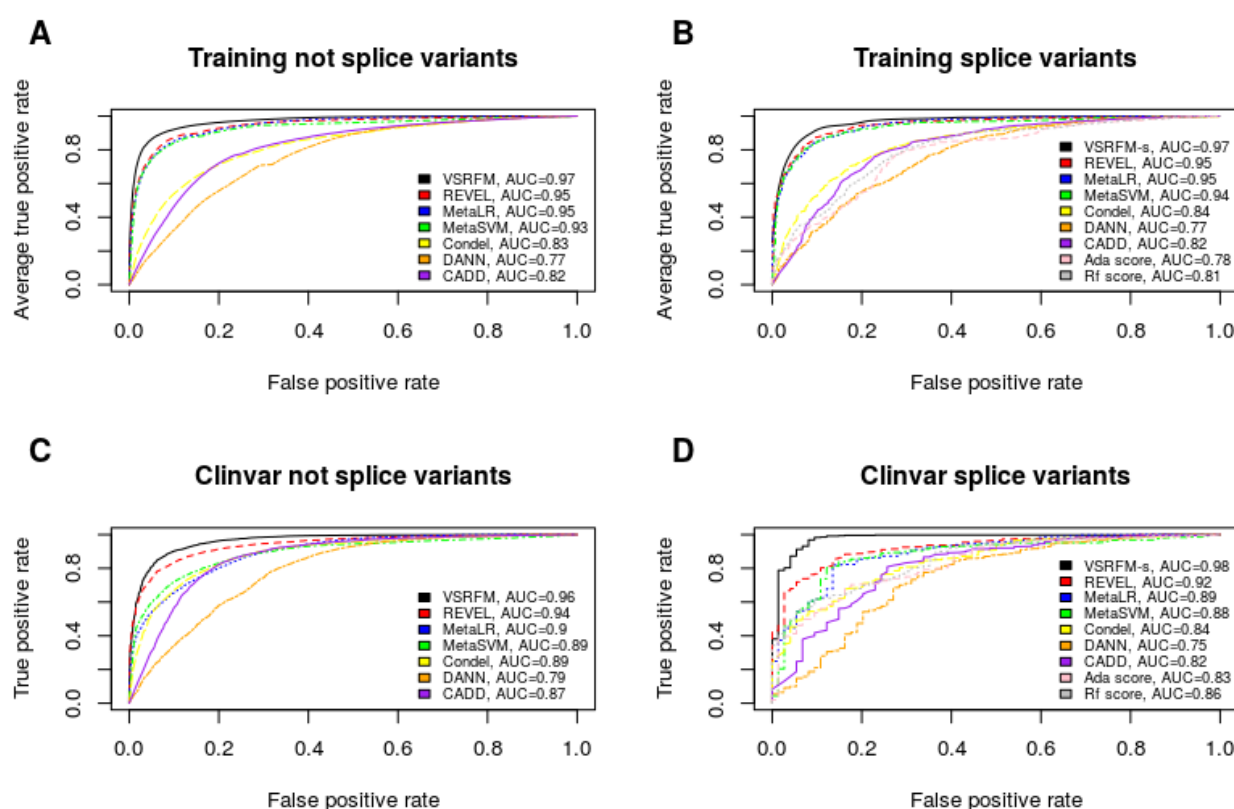 A
Training not splice variants
Average true positive rate
0.0
0.4
0.8
VSRFM, AUC=0.97
REVEL, AUC=0.95
MetaLR, AUC=0.95
MetaSVM, AUC=0.93
Condel, AUC=0.83
DANN, AUC=0.77
CADD, AUC=0.82
0.0 0.2 0.4 0.6 0.8 1.0
False positive rate
B
Training splice variants
Average true positive rate
0.0
0.4
0.8
VSRFM-s, AUC=0.97
REVEL, AUC=0.95
MetaLR, AUC=0.95
MetaSVM, AUC=0.94
Condel, AUC=0.84
DANN, AUC=0.77
CADD, AUC=0.82
Ada score, AUC=0.78
Rf score, AUC=0.81
0.0 0.2 0.4 0.6 0.8 1.0
False positive rate
C
Clinvar not splice variants
True positive rate
0.0
0.4
0.8
VSRFM, AUC=0.96
REVEL, AUC=0.94
MetaLR, AUC=0.9
MetaSVM, AUC=0.89
Condel, AUC=0.89
DANN, AUC=0.79
CADD, AUC=0.87
0.0 0.2 0.4 0.6 0.8 1.0
False positive rate
D
Clinvar splice variants
True positive rate
0.0
0.4
0.8
VSRFM-s, AUC=0.98
REVEL, AUC=0.92
MetaLR, AUC=0.89
MetaSVM, AUC=0.88
Condel, AUC=0.84
DANN, AUC=0.75
CADD, AUC=0.82
Ada score, AUC=0.83
Rf score, AUC=0.86
0.0 0.2 0.4 0.6 0.8 1.0
False positive rate